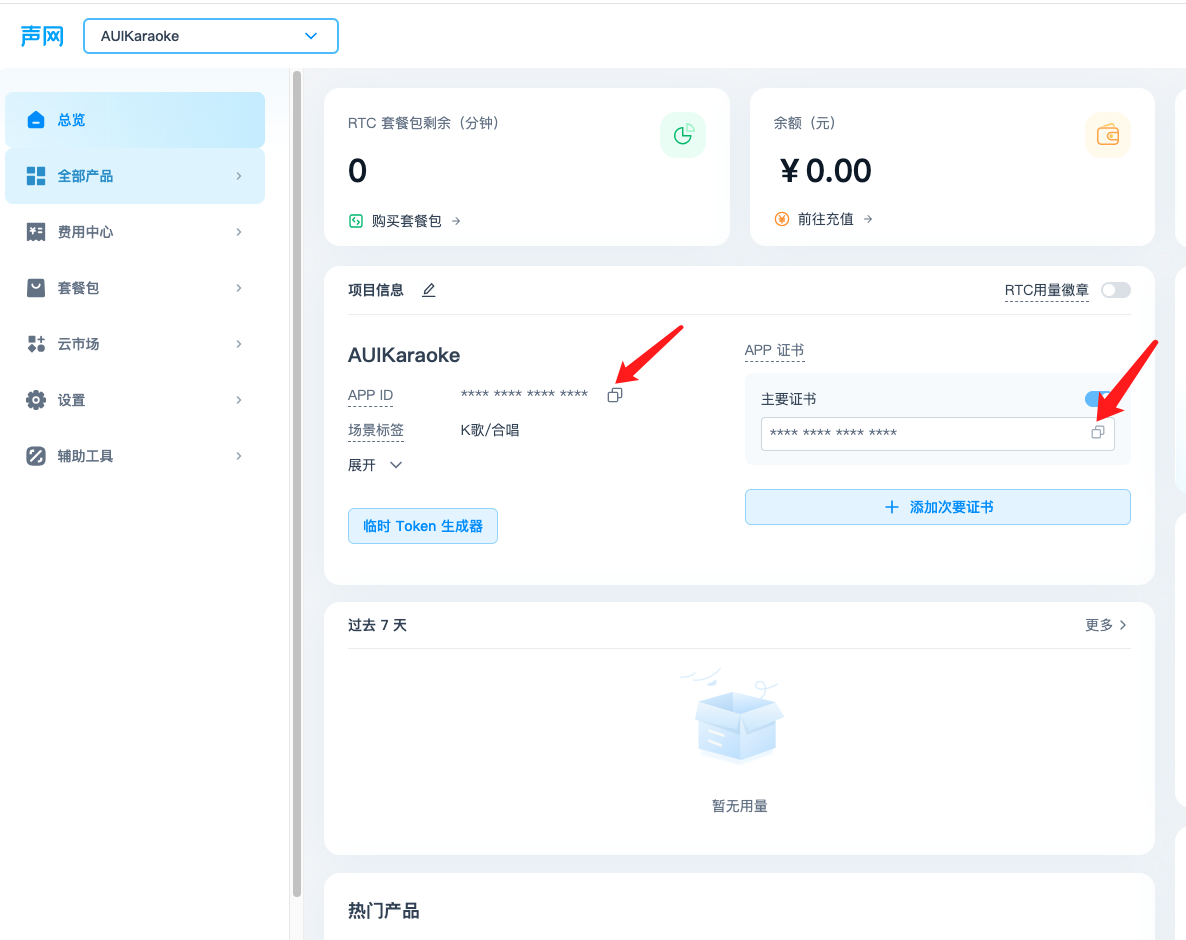 声网
AUIKaraoke
总览
全部产品
费用中心
套餐包
云市场
设置
辅助工具
RTC 套餐包剩余（分钟）
0
购买套餐包
余额（元）
¥ 0.00
前往充值
项目信息
RTC用量徽章
AUIKaraoke
APP ID **** **** **** ****
场景标签 K歌/合唱
展开
临时 Token 生成器
APP 证书
主要证书
**** **** **** ****
添加次要证书
过去 7 天
更多
暂无用量
热门产品